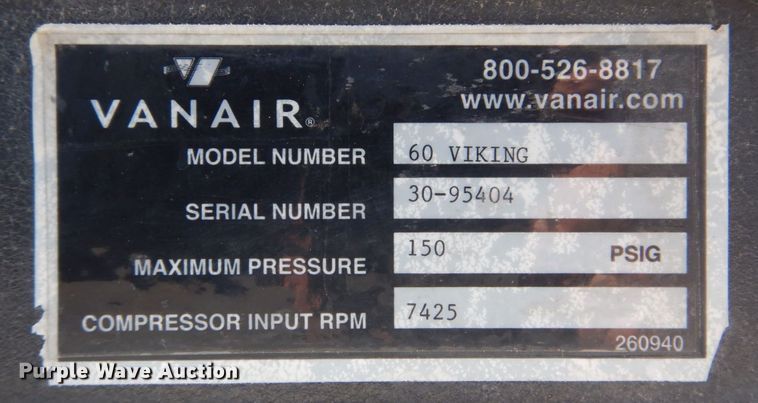 800-526-8817
www.vanair.com
VANAIR®
MODEL NUMBER 60 VIKING
SERIAL NUMBER 30-95404
MAXIMUM PRESSURE 150 PSIG
COMPRESSOR INPUT RPM 7425
260940
Purple Wave Auction